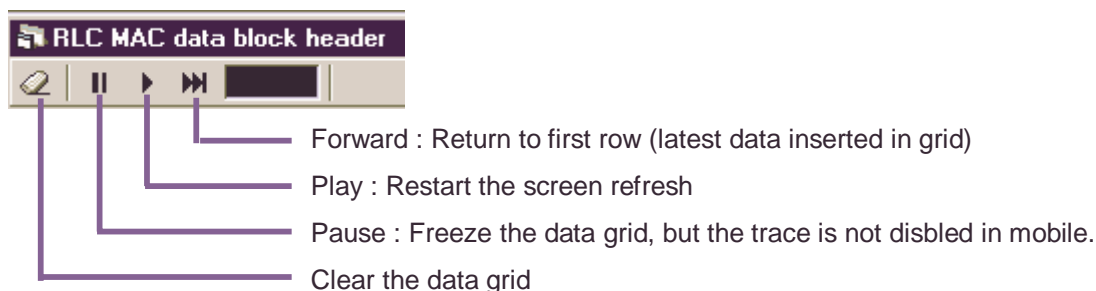 RLC MAC data block header
Forward : Return to first row (latest data inserted in grid)
Play : Restart the screen refresh
Pause : Freeze the data grid, but the trace is not disbled in mobile.
Clear the data grid